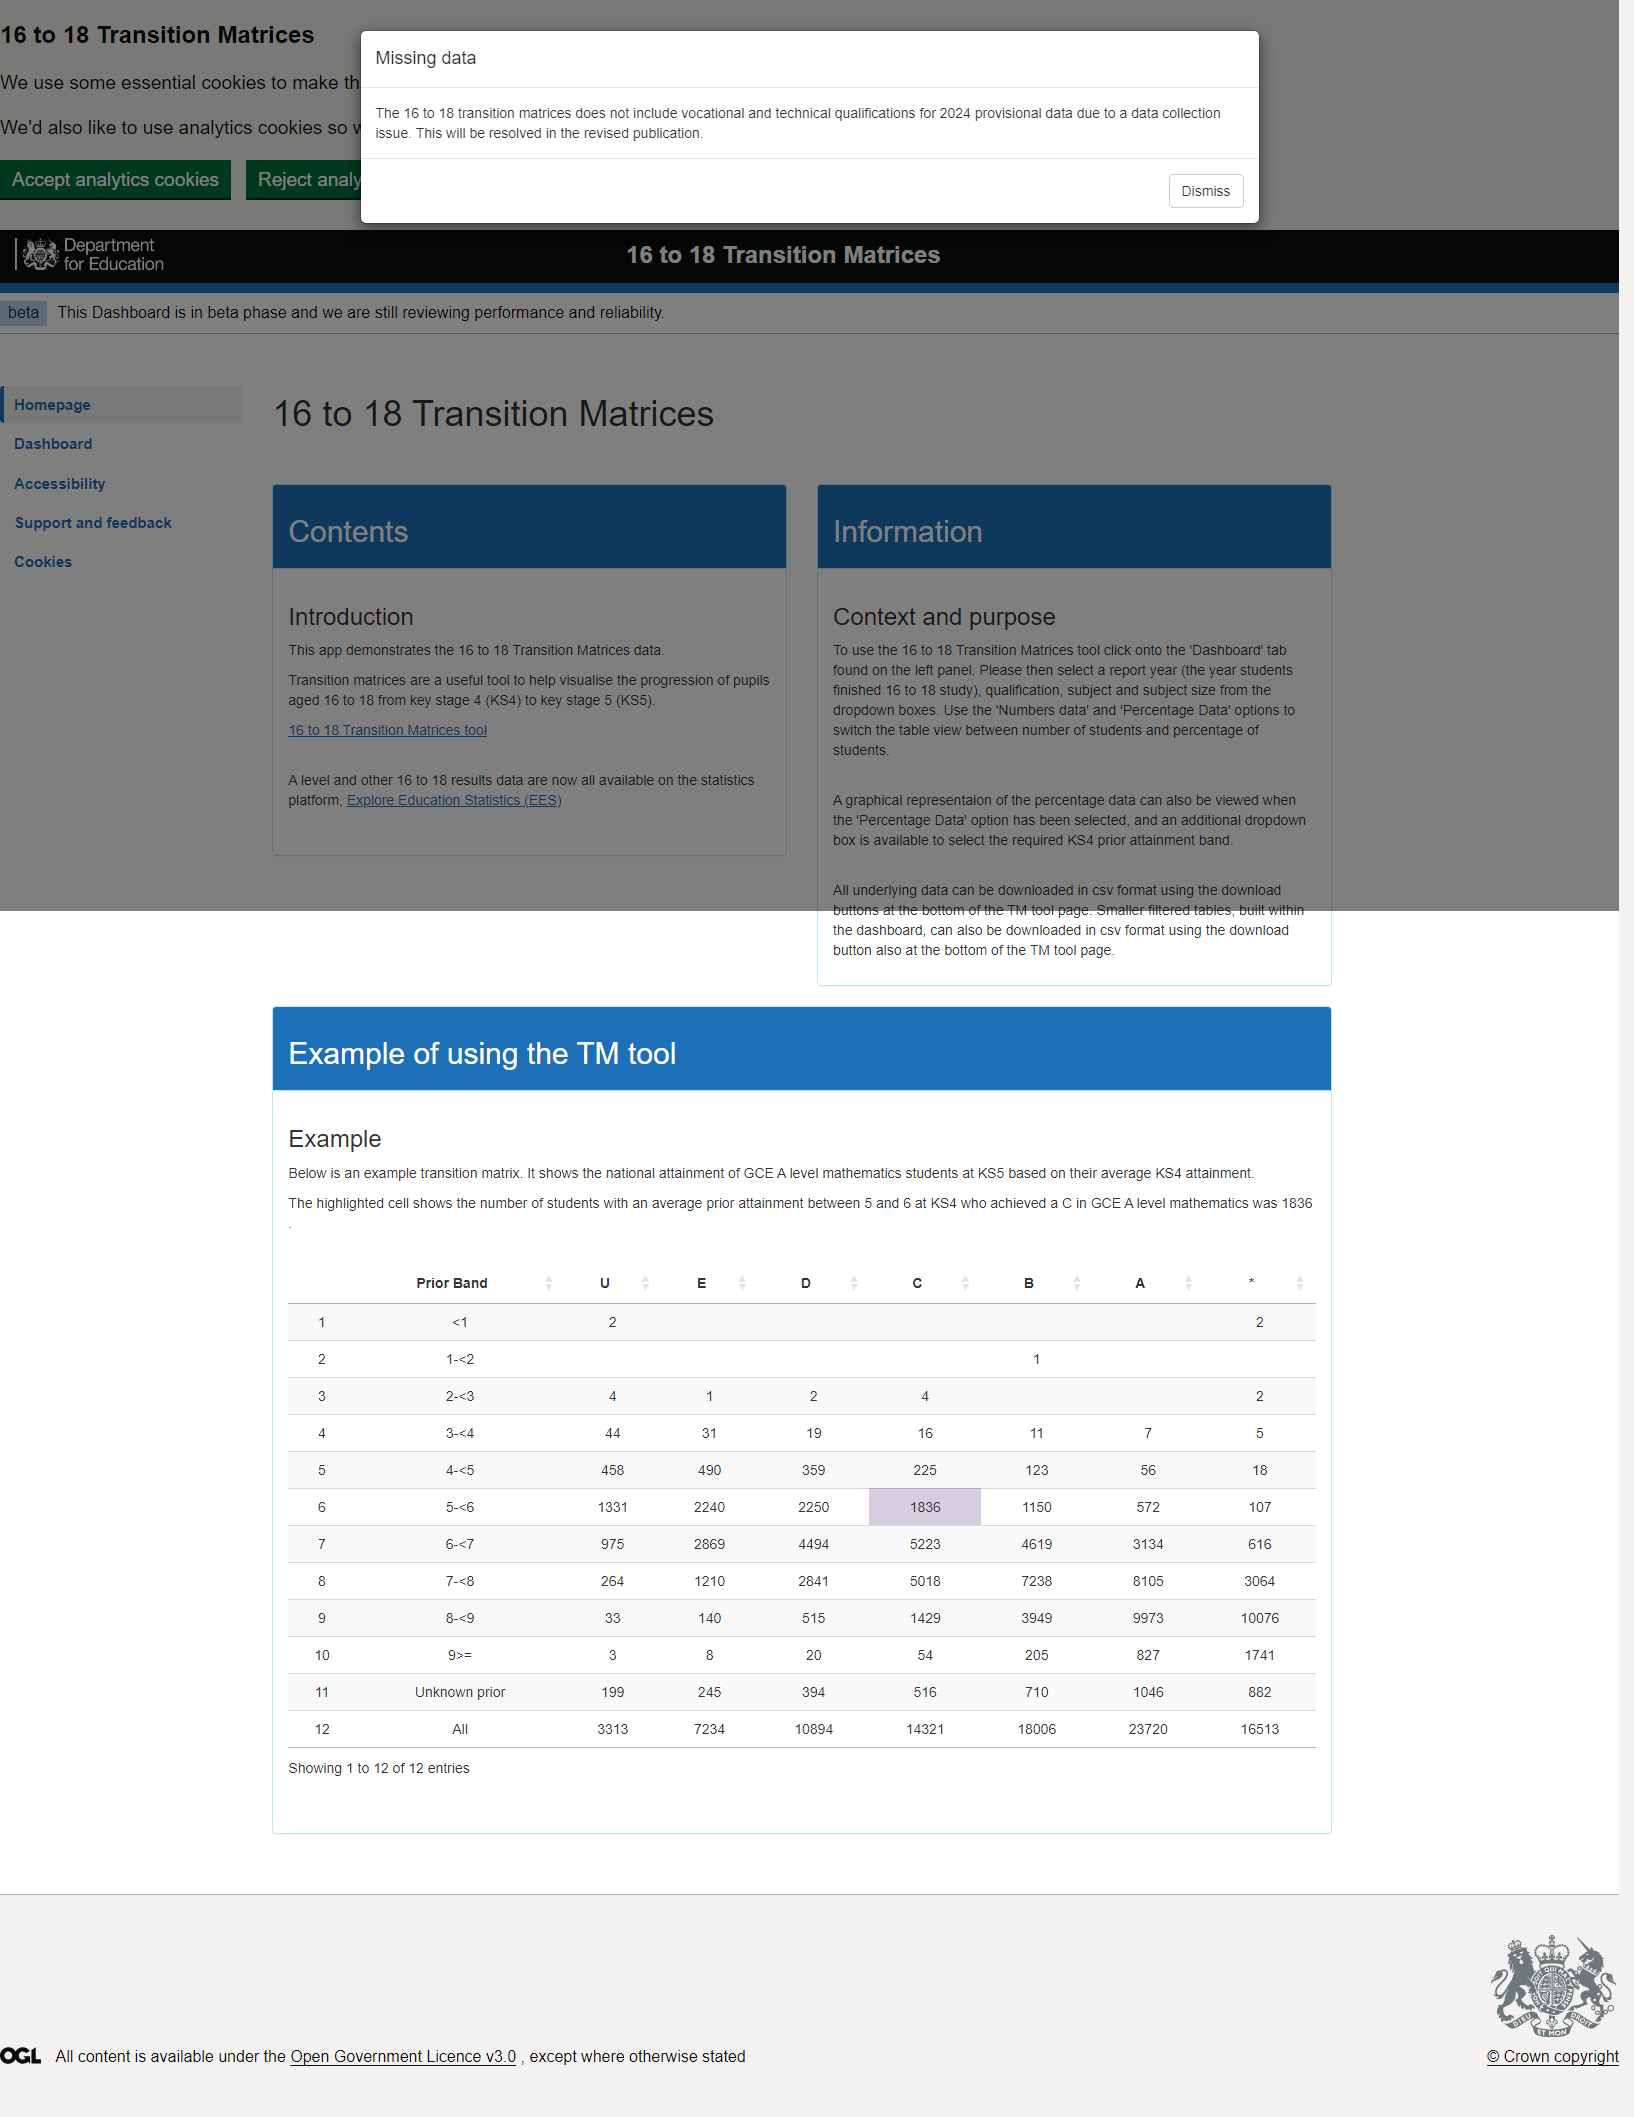 16 to 18 Transition Matrices
We use some essential cookies to make th
We'd also like to use analytics cookies so w
Accept analytics cookies
Reject analy
Missing data
The 16 to 18 transition matrices does not include vocational and technical qualifications for 2024 provisional data due to a data collection
issue. This will be resolved in the revised publication.
Dismiss
Department
for Education
16 to 18 Transition Matrices
beta This Dashboard is in beta phase and we are still reviewing performance and reliability.
Homepage
Dashboard
Accessibility
Support and feedback
Cookies
16 to 18 Transition Matrices
Contents
Introduction
This app demonstrates the 16 to 18 Transition Matrices data.
Transition matrices are a useful tool to help visualise the progression of pupils
aged 16 to 18 from key stage 4 (KS4) to key stage 5 (KS5).
16 to 18 Transition Matrices tool
A level and other 16 to 18 results data are now all available on the statistics
platform, Explore Education Statistics (EES)
Information
Context and purpose
To use the 16 to 18 Transition Matrices tool click onto the 'Dashboard' tab
found on the left panel. Please then select a report year (the year students
finished 16 to 18 study), qualification, subject and subject size from the
dropdown boxes. Use the 'Numbers data' and 'Percentage Data' options to
switch the table view between number of students and percentage of
students.
A graphical representaion of the percentage data can also be viewed when
the 'Percentage Data' option has been selected, and an additional dropdown
box is available to select the required KS4 prior attainment band.
All underlying data can be downloaded in csv format using the download
buttons at the bottom of the TM tool page. Smaller filtered tables, built within
the dashboard, can also be downloaded in csv format using the download
button also at the bottom of the TM tool page.
Example of using the TM tool
Example
Below is an example transition matrix. It shows the national attainment of GCE A level mathematics students at KS5 based on their average KS4 attainment.
The highlighted cell shows the number of students with an average prior attainment between 5 and 6 at KS4 who achieved a C in GCE A level mathematics was 1836
.
Prior Band U E D C B A *
1 <1 2 2
2 1-<2 1
3 2-<3 4 1 2 4 2
4 3-<4 44 31 19 16 11 7 5
5 4-<5 458 490 359 225 123 56 18
6 5-<6 1331 2240 2250 1836 1150 572 107
7 6-<7 975 2869 4494 5223 4619 3134 616
8 7-<8 264 1210 2841 5018 7238 8105 3064
9 8-<9 33 140 515 1429 3949 9973 10076
10 9>= 3 8 20 54 205 827 1741
11 Unknown prior 199 245 394 516 710 1046 882
12 All 3313 7234 10894 14321 18006 23720 16513
Showing 1 to 12 of 12 entries
DIEU ET MON DROIT
OGL All content is available under the Open Government Licence v3.0 , except where otherwise stated
© Crown copyright